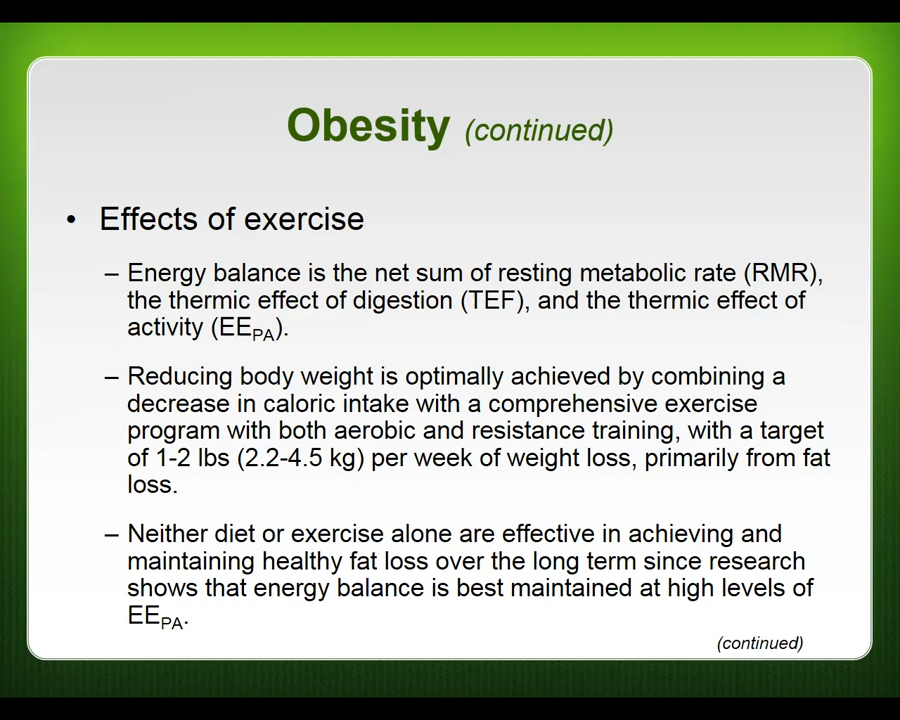 Obesity (continued)
• Effects of exercise
– Energy balance is the net sum of resting metabolic rate (RMR),
the thermic effect of digestion (TEF), and the thermic effect of
activity (EEPA).
– Reducing body weight is optimally achieved by combining a
decrease in caloric intake with a comprehensive exercise
program with both aerobic and resistance training, with a target
of 1-2 lbs (2.2-4.5 kg) per week of weight loss, primarily from fat
loss.
– Neither diet or exercise alone are effective in achieving and
maintaining healthy fat loss over the long term since research
shows that energy balance is best maintained at high levels of
EEPA.
(continued)